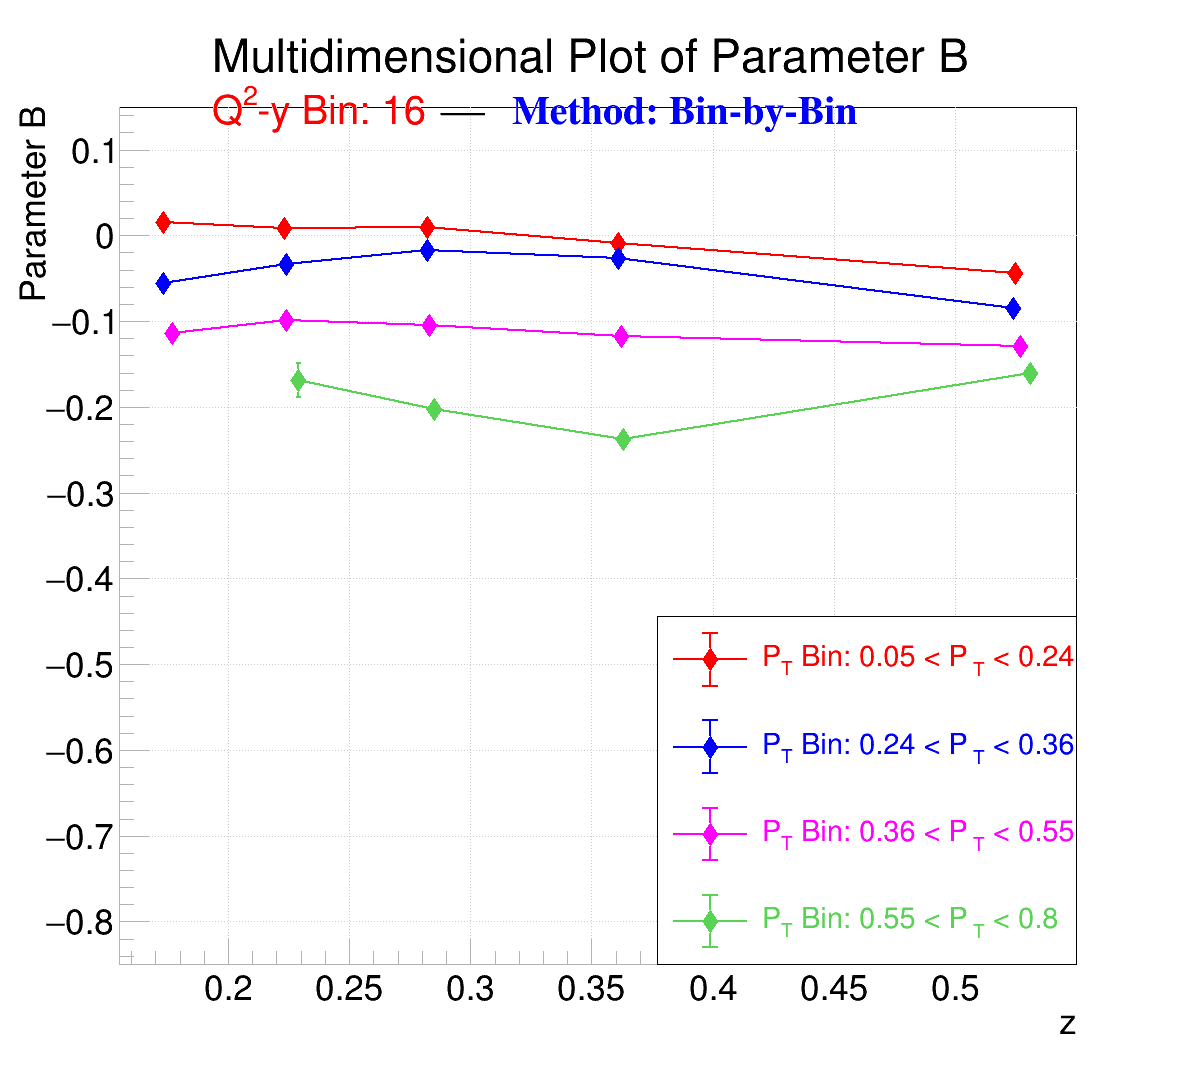 Multidimensional Plot of Parameter B
Q2-y Bin: 16 — Method: Bin-by-Bin
Parameter B
0.1
0
−0.1
−0.2
−0.3
−0.4
−0.5
−0.6
−0.7
−0.8
PT Bin: 0.05 < PT < 0.24
PT Bin: 0.24 < PT < 0.36
PT Bin: 0.36 < PT < 0.55
PT Bin: 0.55 < PT < 0.8
0.2 0.25 0.3 0.35 0.4 0.45 0.5
z